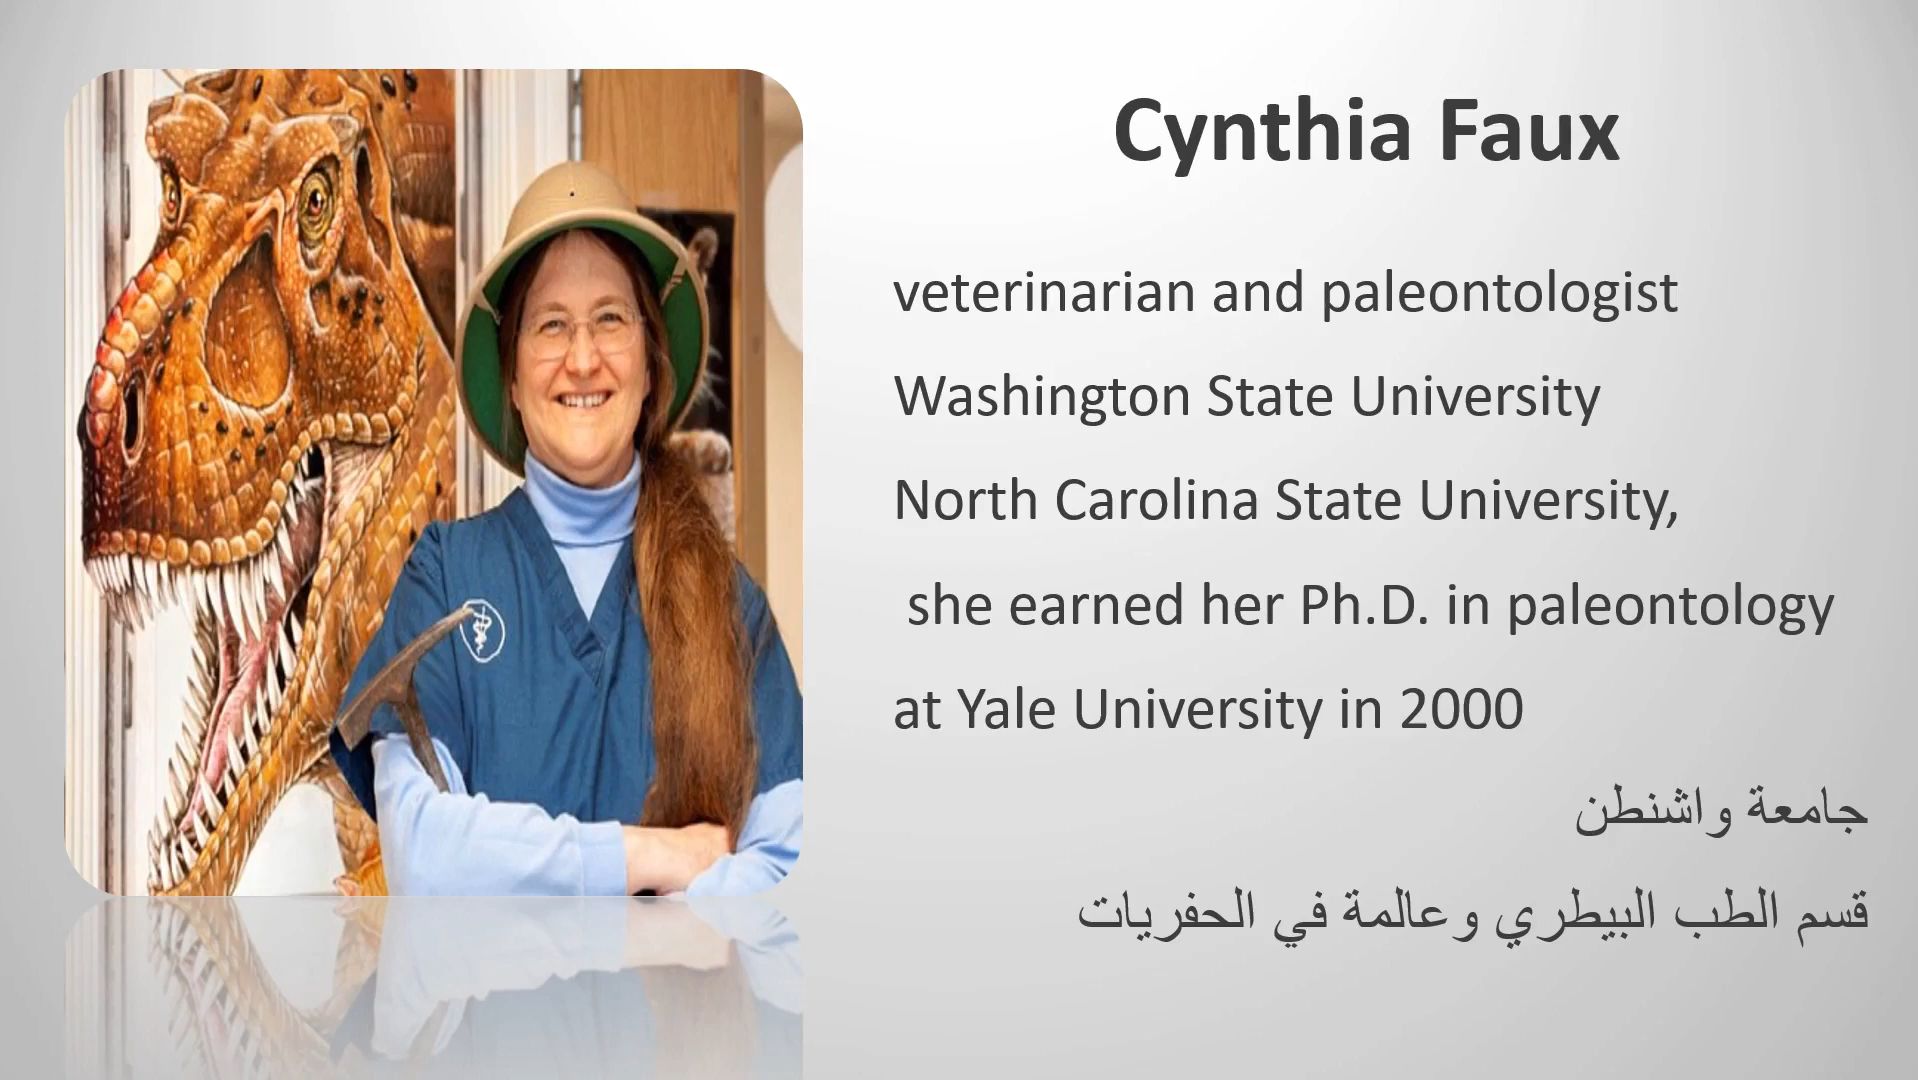 Cynthia Faux
veterinarian and paleontologist
Washington State University
North Carolina State University,
she earned her Ph.D. in paleontology
at Yale University in 2000
جامعة واشنطن
قسم الطب البيطري وعالمة في الحفريات